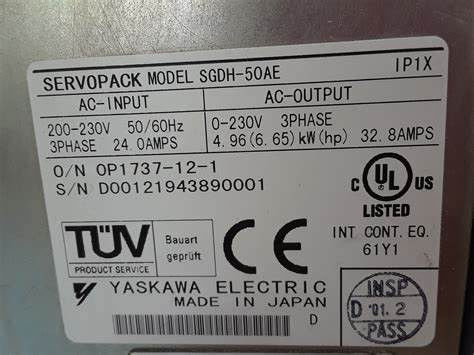 SERVOPACK MODEL SGDH-50AE IP1X
AC-INPUT AC-OUTPUT
200-230V 50/60Hz 0-230V 3PHASE
3PHASE 24.0AMPS 4.96(6.65)kW(hp) 32.8AMPS
O/N OP1737-12-1
S/N D00121943890001
C UL US
LISTED
INT CONT. EQ.
61Y1
TÜV
PRODUCT SERVICE
Bauart
geprüft
CE
YASKAWA ELECTRIC
MADE IN JAPAN
D
INSP
D '01.2
PASS